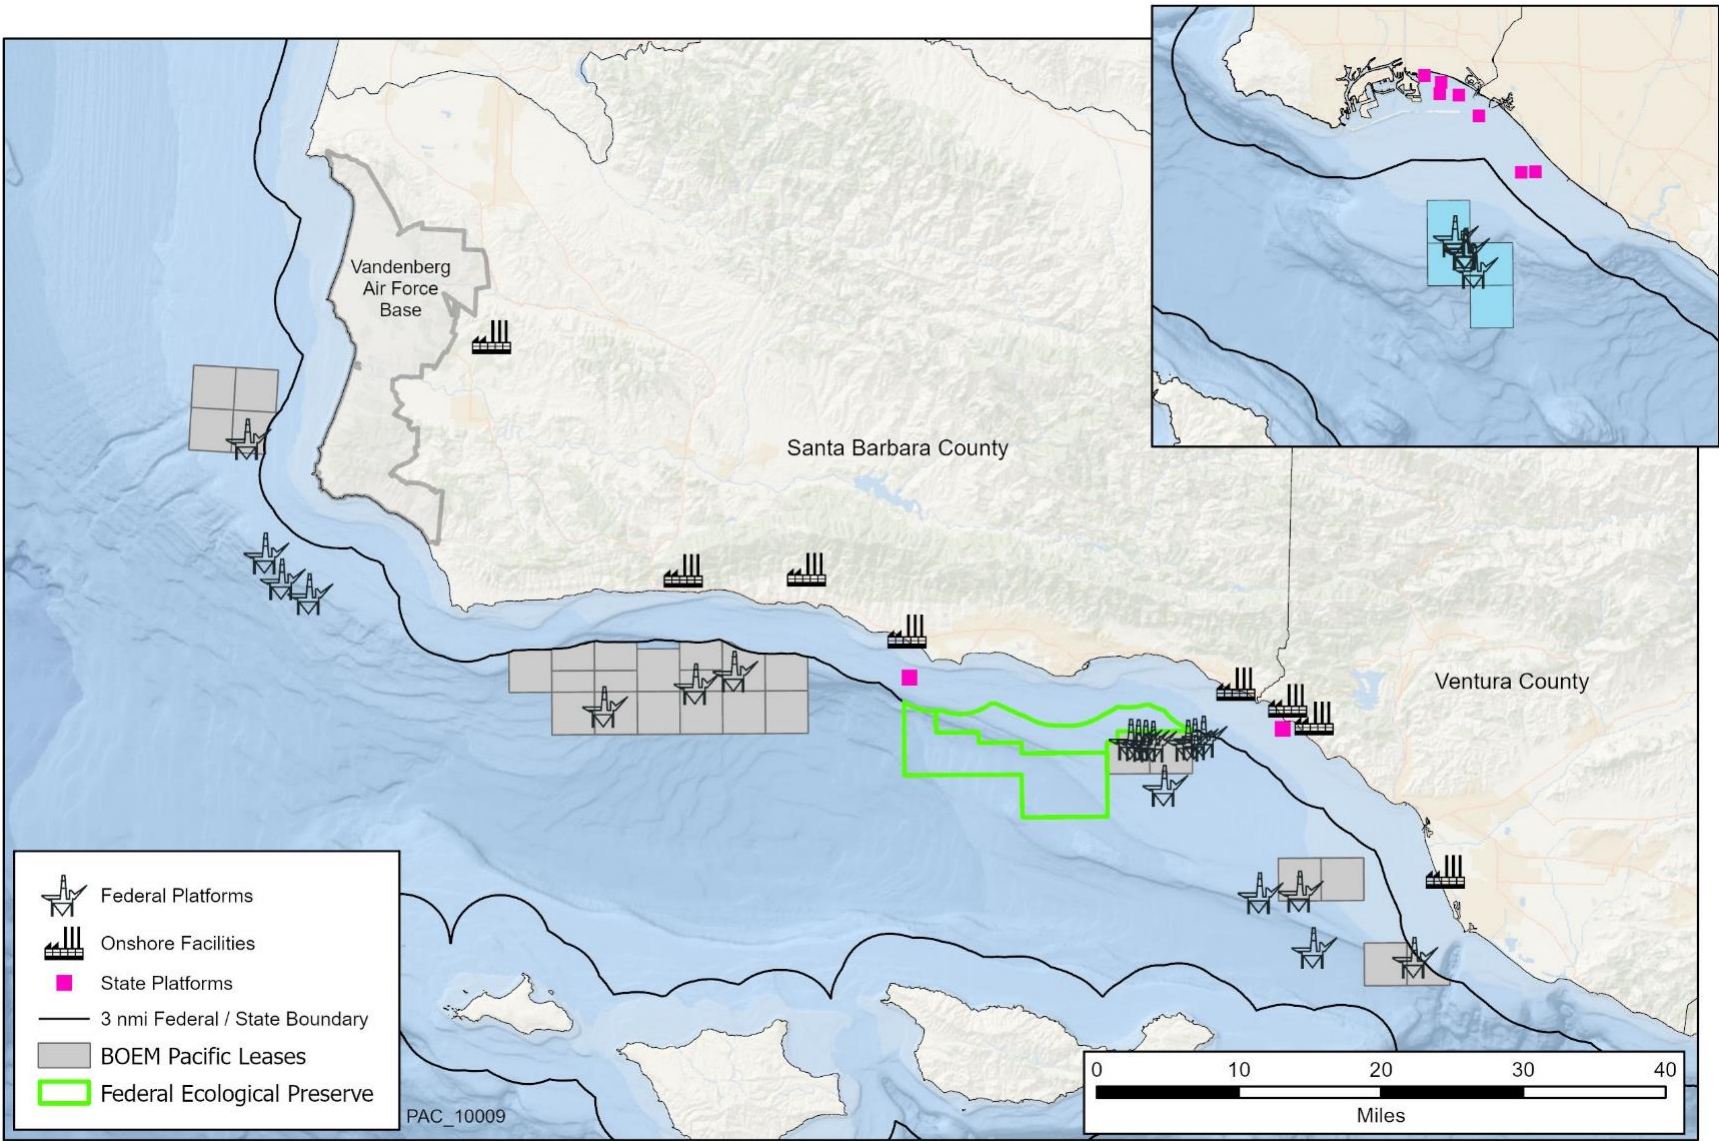 Vandenberg
Air Force
Base
Santa Barbara County
Ventura County
Federal Platforms
Onshore Facilities
State Platforms
3 nmi Federal / State Boundary
BOEM Pacific Leases
Federal Ecological Preserve
PAC_10009
0 10 20 30 40
Miles